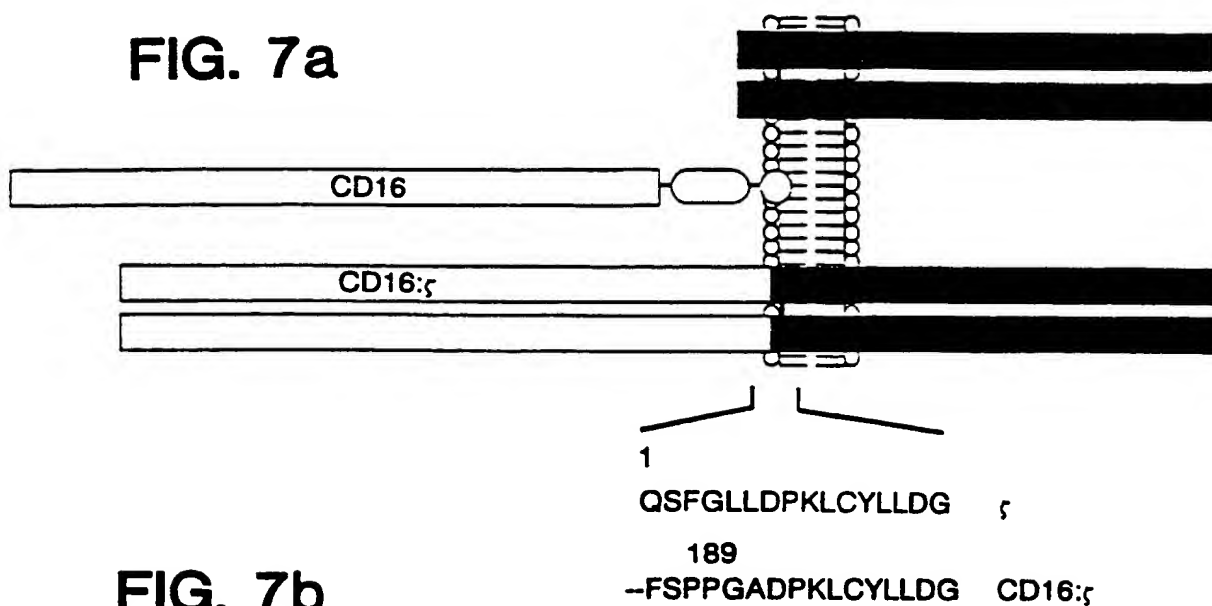 FIG. 7a
CD16
CD16:ζ
1
QSFGLLDPKLCYLLDG ζ
189
--FSPPGADPKLCYLLDG CD16:ζ
FIG. 7b